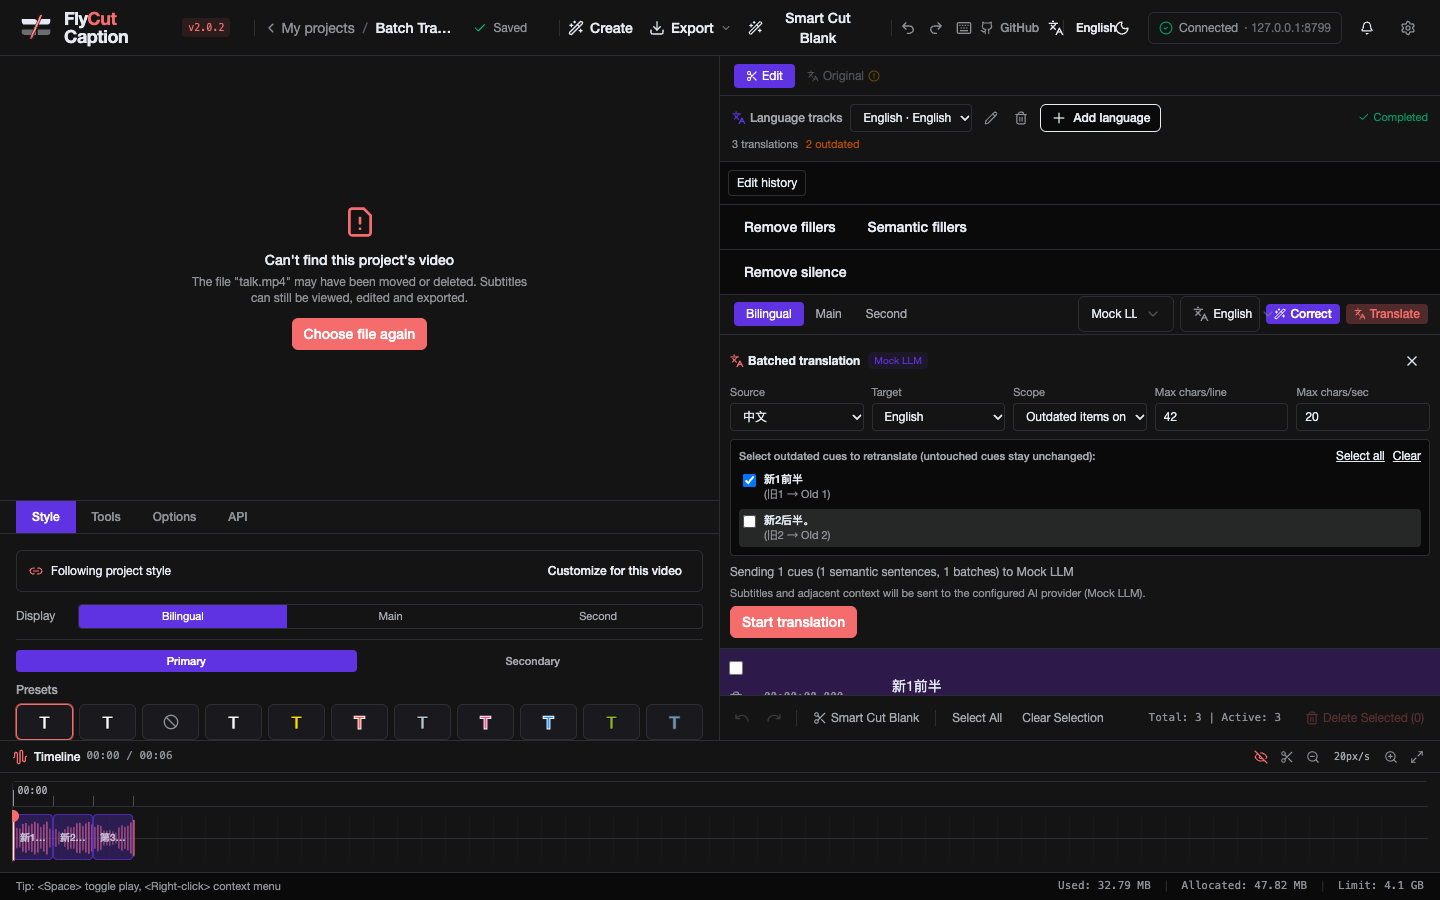 FlyCut
Caption
v2.0.2
My projects / Batch Tra...
Saved
Create
Export
Smart Cut
Blank
GitHub
English
Connected · 127.0.0.1:8799
Can't find this project's video
The file "talk.mp4" may have been moved or deleted. Subtitles
can still be viewed, edited and exported.
Choose file again
Style
Tools
Options
API
Following project style
Customize for this video
Display
Bilingual
Main
Second
Primary
Secondary
Presets
T
T
T
T
T
T
T
T
T
T
Edit
Original
Language tracks
English · English
Add language
Completed
3 translations
2 outdated
Edit history
Remove fillers
Semantic fillers
Remove silence
Bilingual
Main
Second
Mock LL
English
Correct
Translate
Batched translation
Mock LLM
Source
Target
Scope
Max chars/line
Max chars/sec
中文
English
Outdated items on
42
20
Select outdated cues to retranslate (untouched cues stay unchanged):
Select all
Clear
新1前半
(旧1 → Old 1)
新2后半。
(旧2 → Old 2)
Sending 1 cues (1 semantic sentences, 1 batches) to Mock LLM
Subtitles and adjacent context will be sent to the configured AI provider (Mock LLM).
Start translation
新1前半
Smart Cut Blank
Select All
Clear Selection
Total: 3 | Active: 3
Delete Selected (0)
Timeline
00:00 / 00:06
20px/s
00:00
新1...
新2...
第3...
Tip: <Space> toggle play, <Right-click> context menu
Used: 32.79 MB
Allocated: 47.82 MB
Limit: 4.1 GB